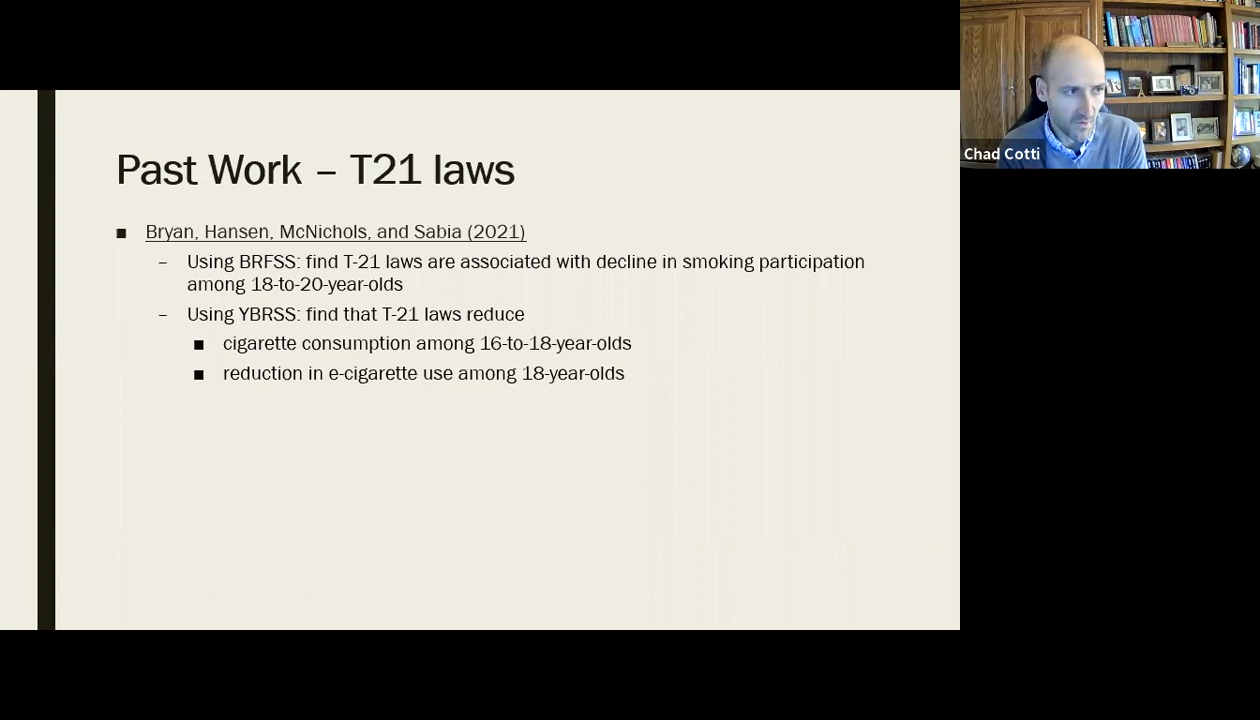 Past Work – T21 laws
■ Bryan, Hansen, McNichols, and Sabia (2021)
– Using BRFSS: find T-21 laws are associated with decline in smoking participation
among 18-to-20-year-olds
– Using YBRSS: find that T-21 laws reduce
■ cigarette consumption among 16-to-18-year-olds
■ reduction in e-cigarette use among 18-year-olds
Chad Cotti